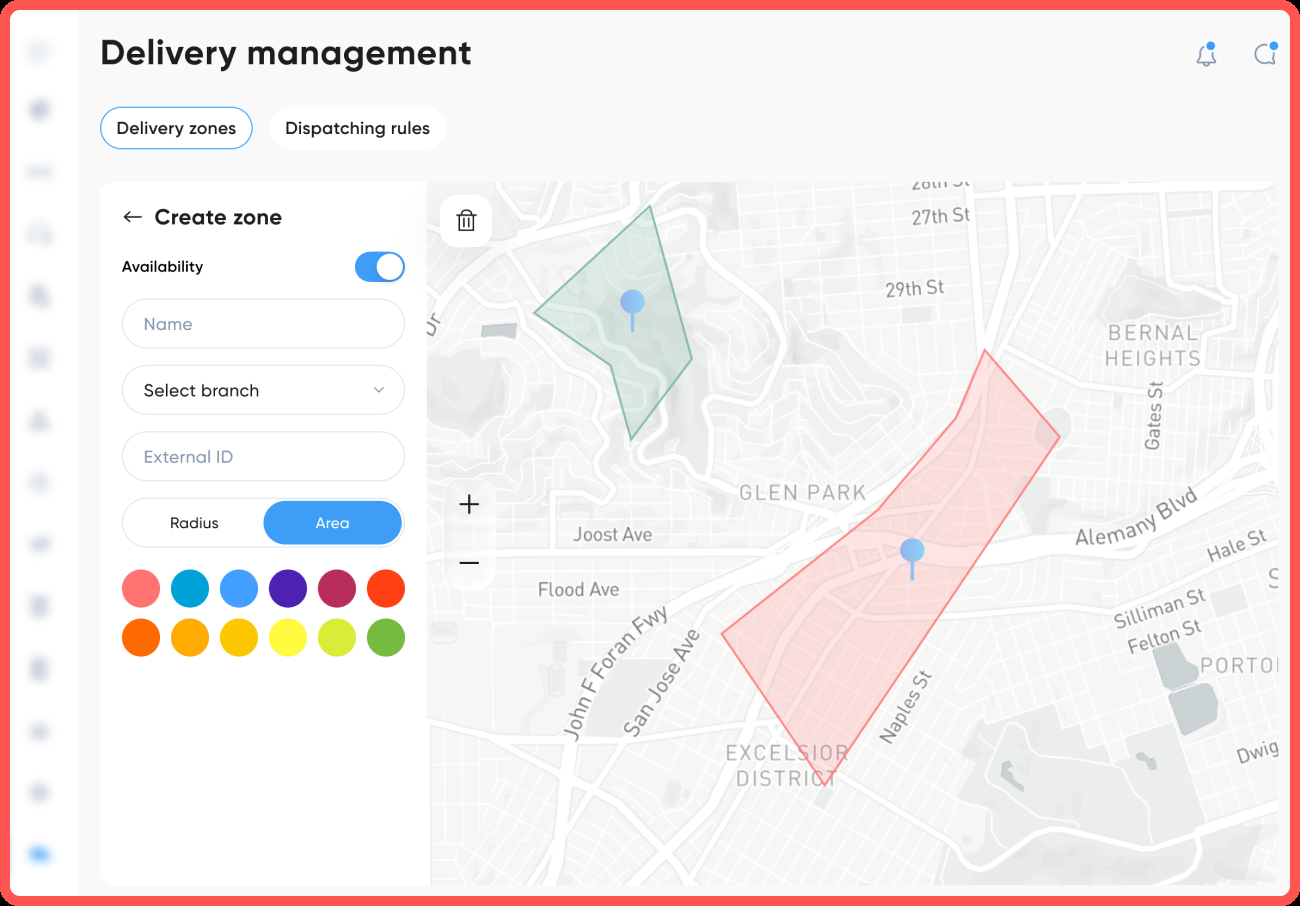 Delivery management
Delivery zones
Dispatching rules
Create zone
Availability
Name
Select branch
External ID
Radius
Area
28th St
27th St
29th St
Dr
BERNAL
HEIGHTS
Gates St
GLEN PARK
Joost Ave
Alemany Blvd
Hale St
Flood Ave
Silliman St
Felton St
John F Foran Fwy
San Jose Ave
PORTO
Naples St
EXCELSIOR
DISTRICT
Dwig